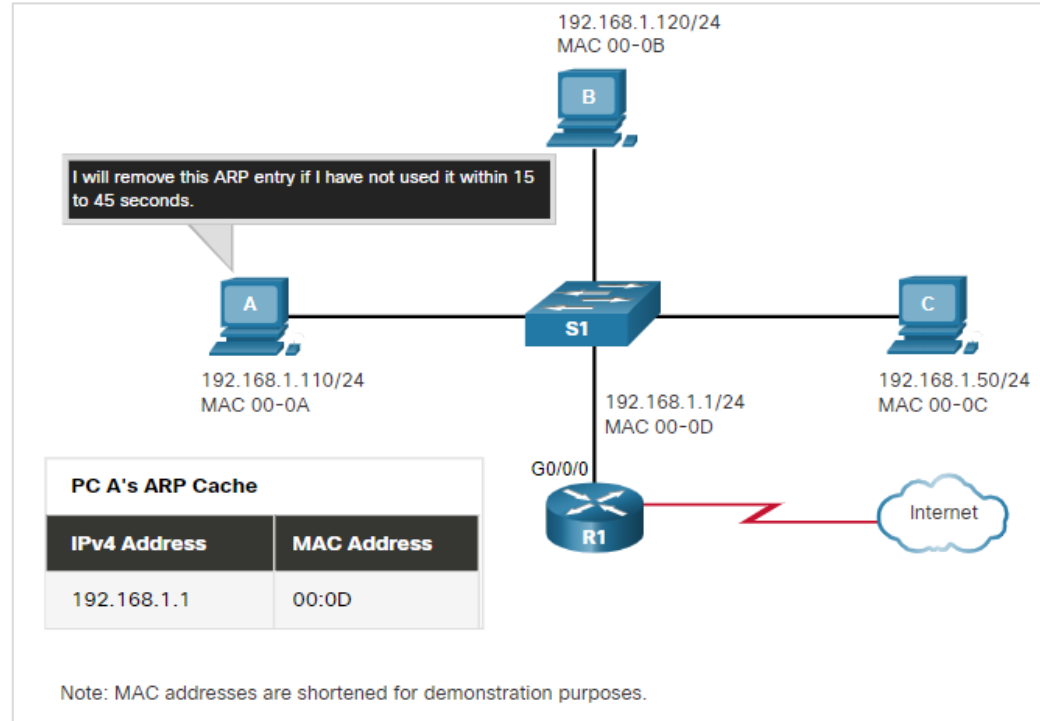 192.168.1.120/24
MAC 00-0B
B
I will remove this ARP entry if I have not used it within 15
to 45 seconds.
A
S1
C
192.168.1.110/24
MAC 00-0A
192.168.1.1/24
MAC 00-0D
192.168.1.50/24
MAC 00-0C
G0/0/0
R1
Internet
PC A's ARP Cache
IPv4 Address MAC Address
192.168.1.1 00:0D
Note: MAC addresses are shortened for demonstration purposes.